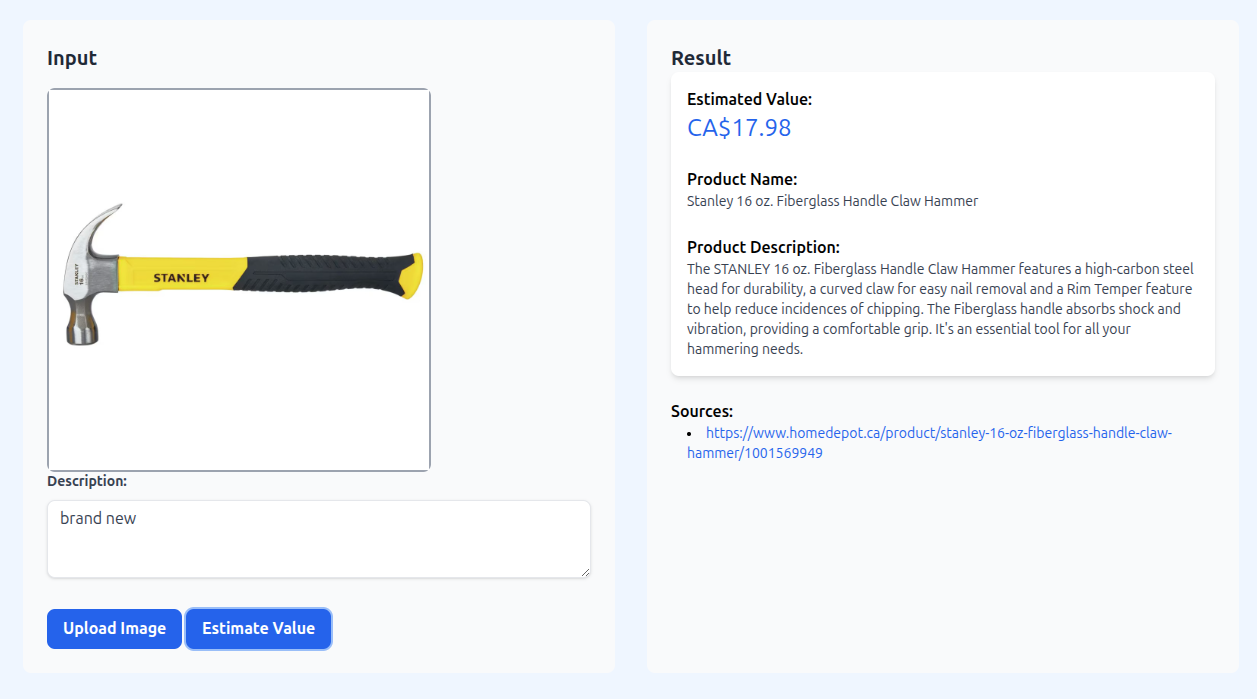 Input
STANLEY
Description:
brand new
Upload Image
Estimate Value
Result
Estimated Value:
CA$17.98
Product Name:
Stanley 16 oz. Fiberglass Handle Claw Hammer
Product Description:
The STANLEY 16 oz. Fiberglass Handle Claw Hammer features a high-carbon steel
head for durability, a curved claw for easy nail removal and a Rim Temper feature
to help reduce incidences of chipping. The Fiberglass handle absorbs shock and
vibration, providing a comfortable grip. It's an essential tool for all your
hammering needs.
Sources:
https://www.homedepot.ca/product/stanley-16-oz-fiberglass-handle-claw-
hammer/1001569949